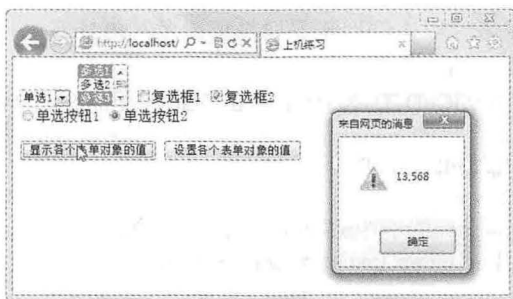 http://localhost/
上机练习
多选1
多选2
单选1 多选3 复选框1 复选框2
单选按钮1 单选按钮2
显示各个表单对象的值 设置各个表单对象的值
来自网页的消息
13,568
确定